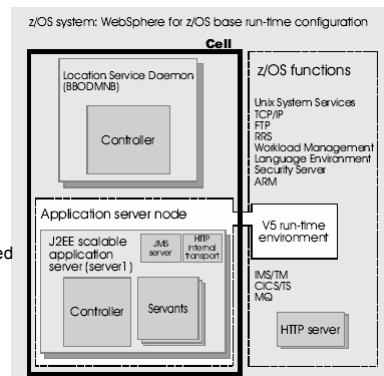 z/OS system: WebSphere for z/OS base run-time configuration
Cell
Location Service Daemon
(BBODMNB)
Controller
Application server node
J2EE scalable
application
server (server1)
JMS
server
HTTP
internal
transport
Controller
Servants
ed
z/OS functions
Unix System Services
TCP/IP
FTP
RRS
Workload Management
Language Environment
Security Server
ARM
V5 run-time
environment
IMS/TM
CICS/TS
MQ
HTTP server